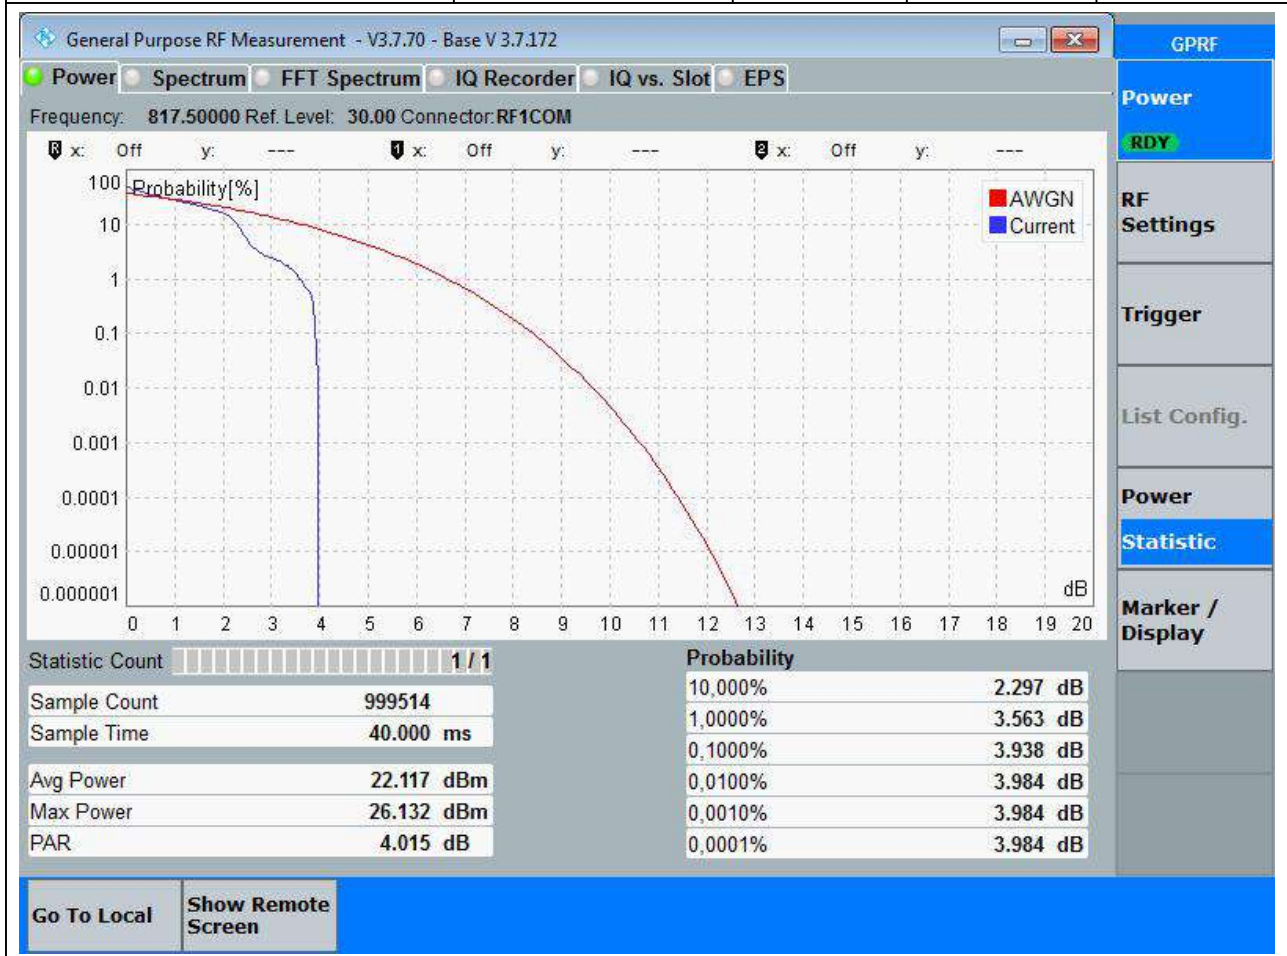 General Purpose RF Measurement - V3.7.70 - Base V 3.7.172
GPRF
Power Spectrum FFT Spectrum IQ Recorder IQ vs. Slot EPS
Frequency: 817.50000 Ref. Level: 30.00 Connector: RF1COM
R x: Off y: --- 1 x: Off y: --- 2 x: Off y: ---
Probability[%]
AWGN
Current
100
10
1
0.1
0.01
0.001
0.0001
0.00001
0.000001
dB
0 1 2 3 4 5 6 7 8 9 10 11 12 13 14 15 16 17 18 19 20
Statistic Count 1 / 1
Sample Count 999514
Sample Time 40.000 ms
Avg Power 22.117 dBm
Max Power 26.132 dBm
PAR 4.015 dB
Probability
10,000% 2.297 dB
1,0000% 3.563 dB
0,1000% 3.938 dB
0,0100% 3.984 dB
0,0010% 3.984 dB
0,0001% 3.984 dB
Power
RDY
RF
Settings
Trigger
List Config.
Power
Statistic
Marker /
Display
Go To Local
Show Remote
Screen